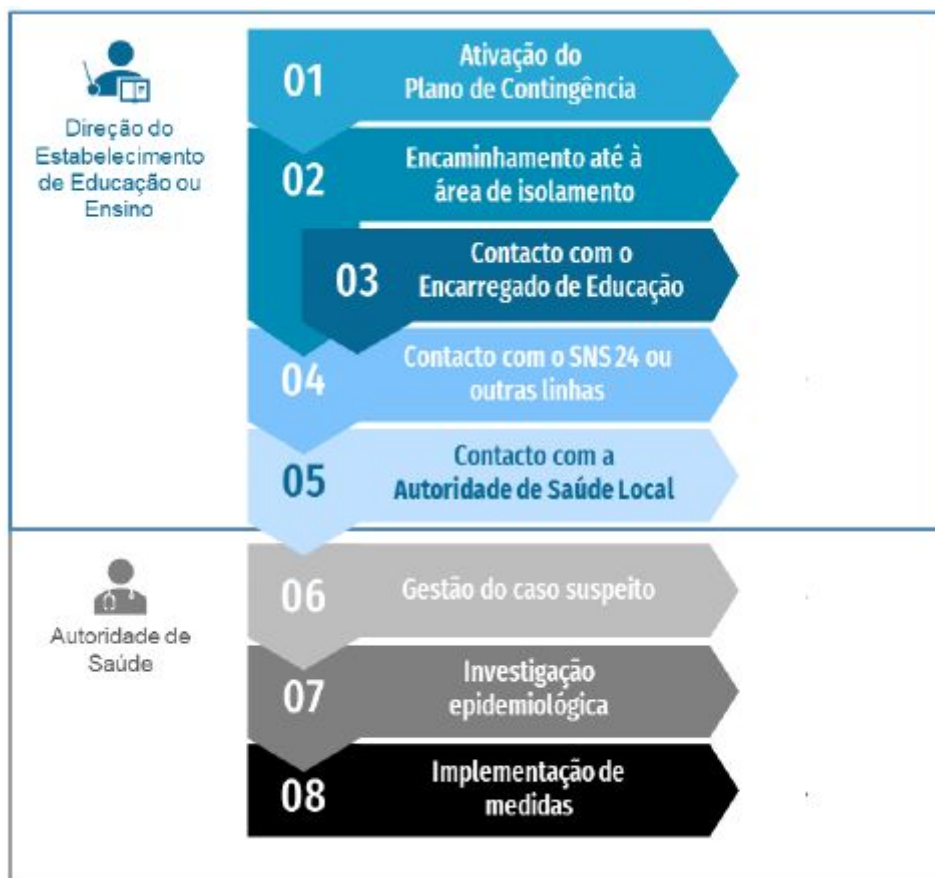 Direção do
Estabelecimento
de Educação ou
Ensino
01
Ativação do
Plano de Contingência
02
Encaminhamento até à
área de isolamento
03
Contacto com o
Encarregado de Educação
04
Contacto com o SNS 24 ou
outras linhas
05
Contacto com a
Autoridade de Saúde Local
Autoridade de
Saúde
06
Gestão do caso suspeito
07
Investigação
epidemiológica
08
Implementação de
medidas